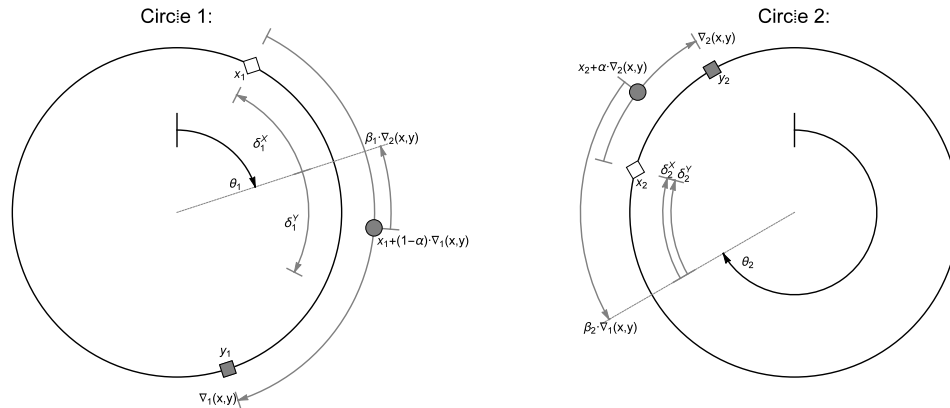 Circle 1:
x₁
δ₁ˣ
θ₁
β₁·∇₂(x,y)
δ₁ʸ
x₁+(1−α)·∇₁(x,y)
y₁
∇₁(x,y)
Circle 2:
∇₂(x,y)
x₂+α·∇₂(x,y)
y₂
x₂
δ₂ˣ δ₂ʸ
θ₂
β₂·∇₁(x,y)